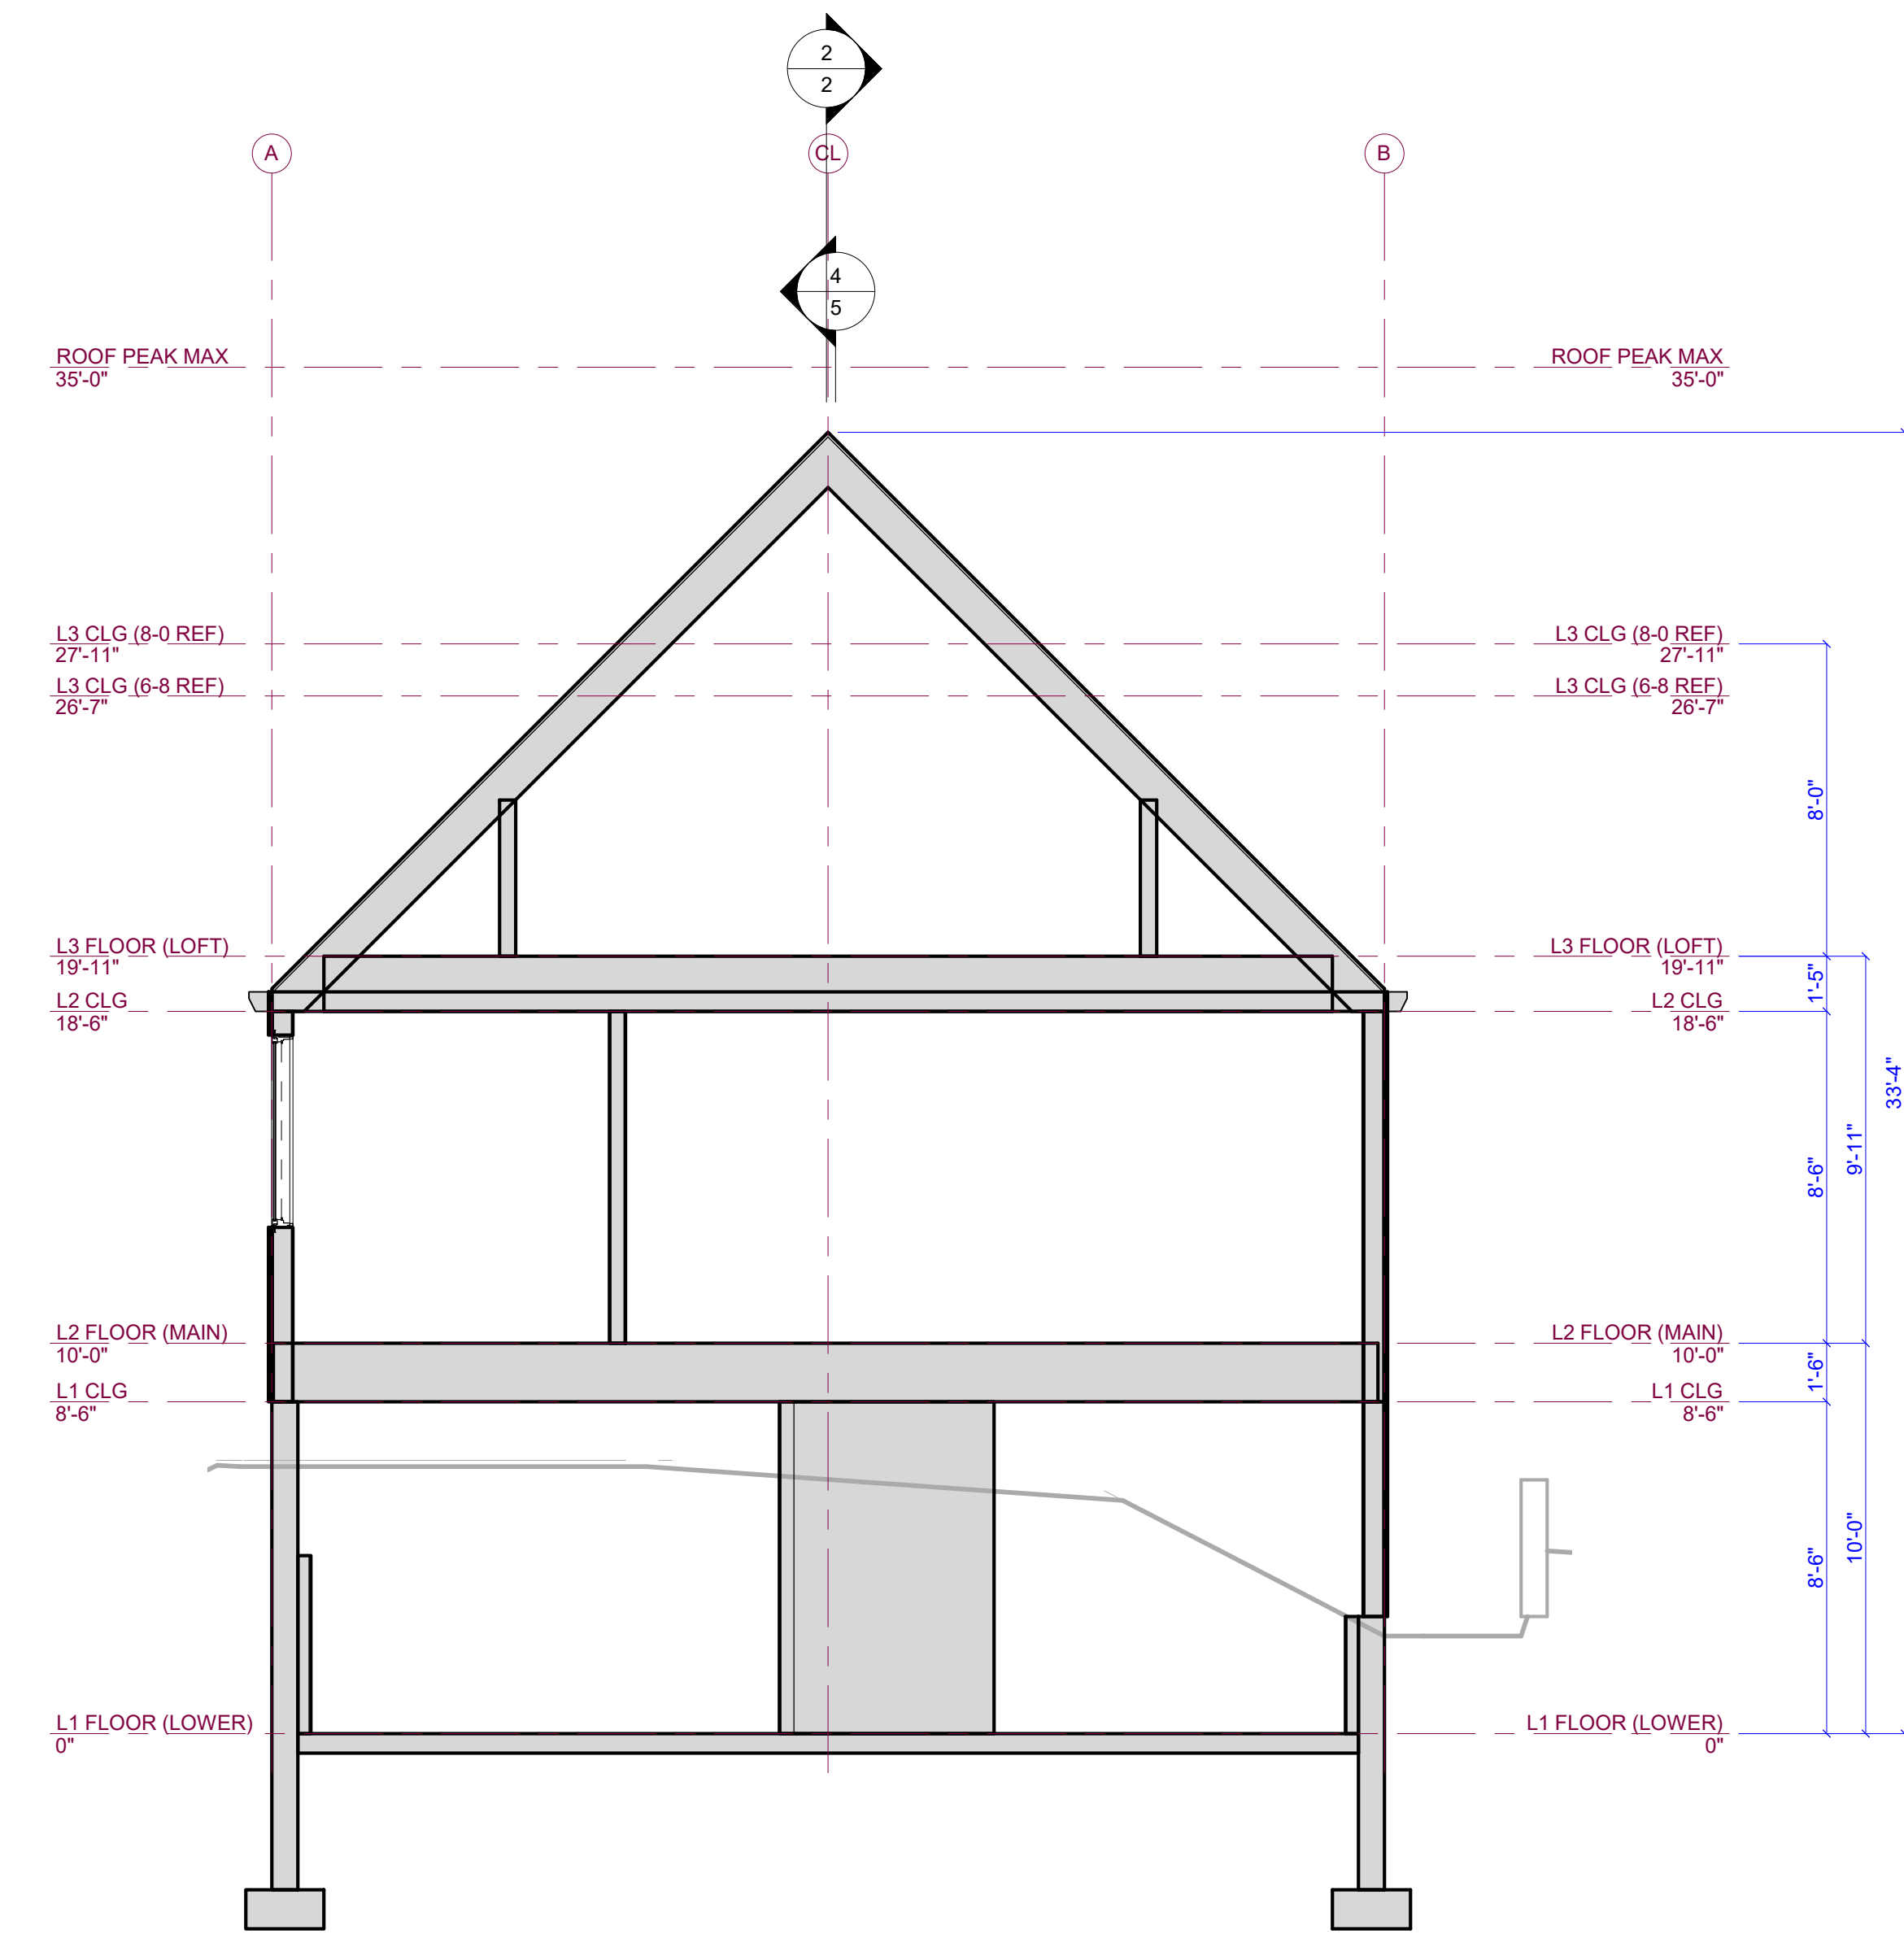 2
2
A
CL
B
4
5
ROOF PEAK MAX
35'-0"
ROOF PEAK MAX
35'-0"
L3 CLG (8-0 REF)
27'-11"
L3 CLG (8-0 REF)
27'-11"
L3 CLG (6-8 REF)
26'-7"
L3 CLG (6-8 REF)
26'-7"
8'-0"
L3 FLOOR (LOFT)
19'-11"
L3 FLOOR (LOFT)
19'-11"
1'-5"
L2 CLG
18'-6"
L2 CLG
18'-6"
33'-4"
9'-11"
8'-6"
L2 FLOOR (MAIN)
10'-0"
L2 FLOOR (MAIN)
10'-0"
1'-6"
L1 CLG
8'-6"
L1 CLG
8'-6"
10'-0"
8'-6"
L1 FLOOR (LOWER)
0"
L1 FLOOR (LOWER)
0"